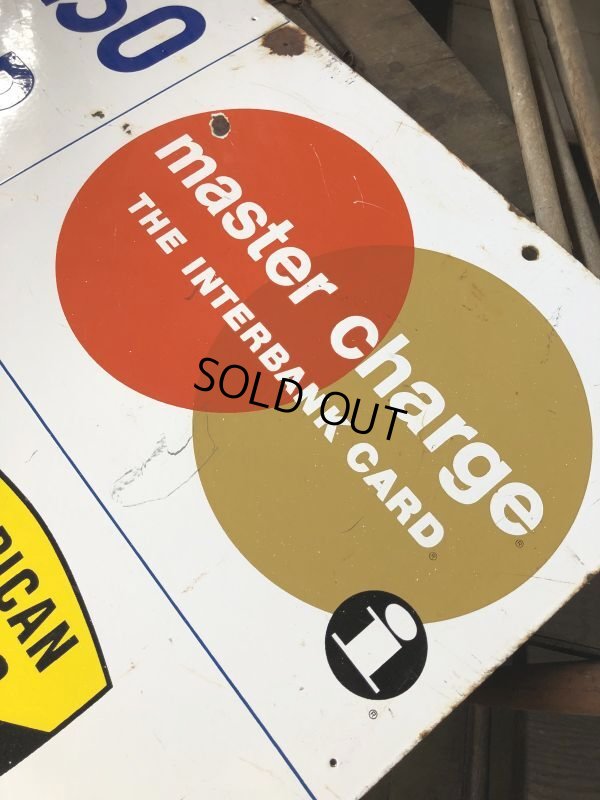 master charge
THE INTERBANK CARD
®
®
i
®
SOLD OUT